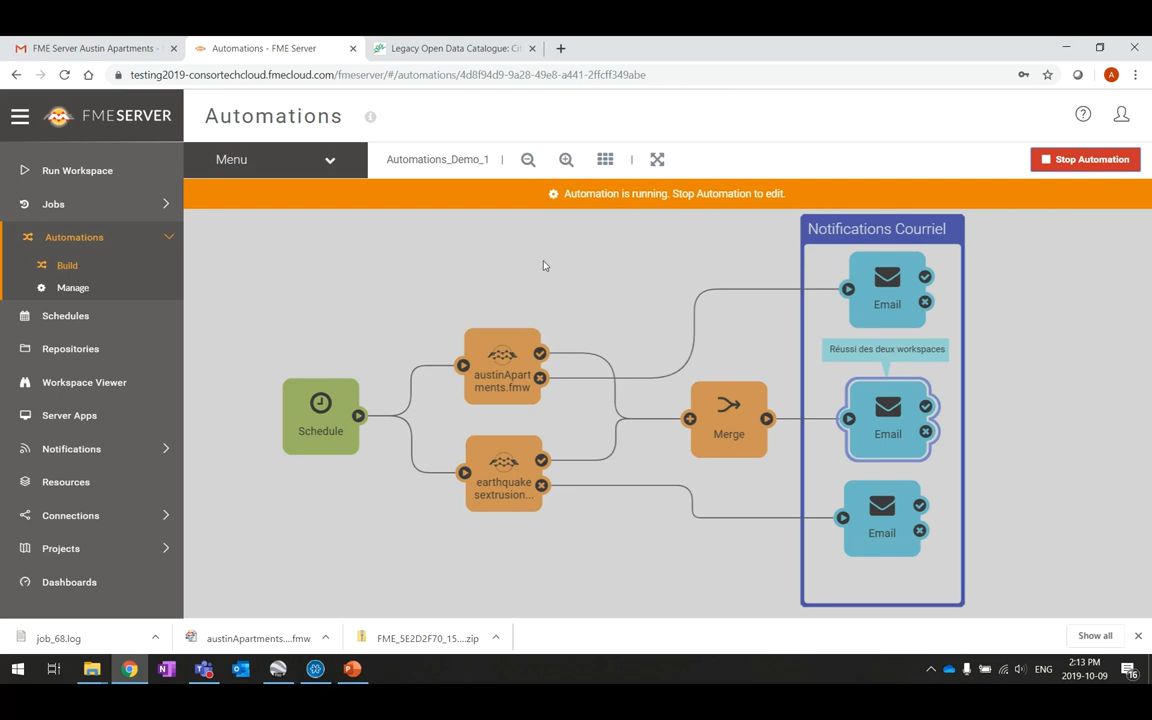 FME Server Austin Apartments -
Automations - FME Server
Legacy Open Data Catalogue: Ci
testing2019-consortechcloud.fmecloud.com/fmeserver/#/automations/4d8f94d9-9a28-49e8-a441-2ffcff349abe
A
FMESERVER
Automations
Menu
Automations_Demo_1
Stop Automation
Automation is running. Stop Automation to edit.
Run Workspace
Jobs
Automations
Build
Manage
Schedules
Repositories
Workspace Viewer
Server Apps
Notifications
Resources
Connections
Projects
Dashboards
Notifications Courriel
Email
Réussi des deux workspaces
Email
Email
Schedule
austinApart
ments.fmw
earthquake
sextrusion...
Merge
job_68.log
austinApartments....fmw
FME_5E2D2F70_15....zip
Show all
ENG
2:13 PM
2019-10-09
16